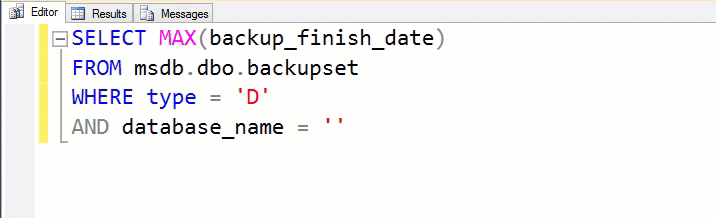 Editor Results Messages
SELECT MAX(backup_finish_date)
FROM msdb.dbo.backupset
WHERE type = 'D'
AND database_name = ''